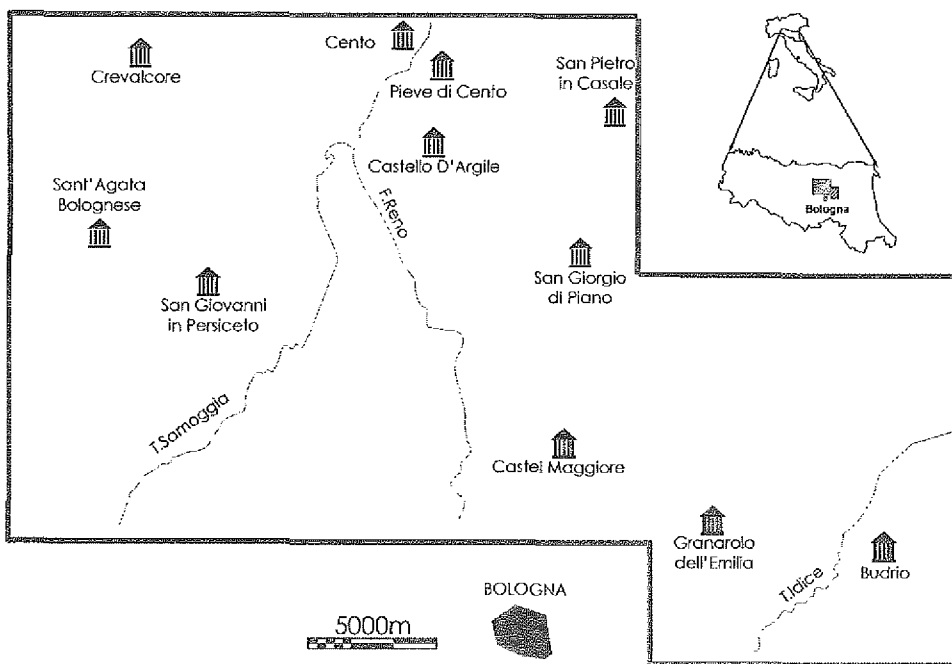 Cento
Crevalcore
Pieve di Cento
San Pietro
in Casale
Castello D'Argile
Sant'Agata
Bolognese
F.Reno
Bologna
San Giovanni
in Persiceto
San Giorgio
di Piano
T.Samoggia
Castel Maggiore
Granarolo
dell'Emilia
Budrio
T.Idice
BOLOGNA
5000m